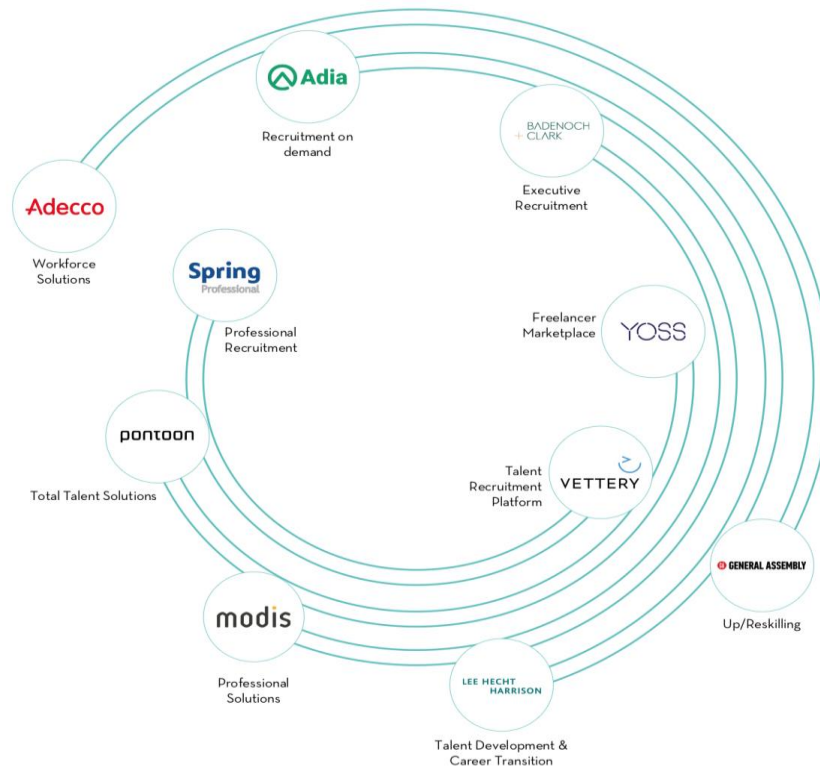 Adia
Recruitment on
demand
BADENOCH
+ CLARK
Executive
Recruitment
Adecco
Workforce
Solutions
Spring
Professional
Professional
Recruitment
Freelancer
Marketplace
YOSS
pontoon
Total Talent Solutions
Talent
Recruitment
Platform
VETTERY
GENERAL ASSEMBLY
Up/Reskilling
modis
Professional
Solutions
LEE HECHT
HARRISON
Talent Development &
Career Transition